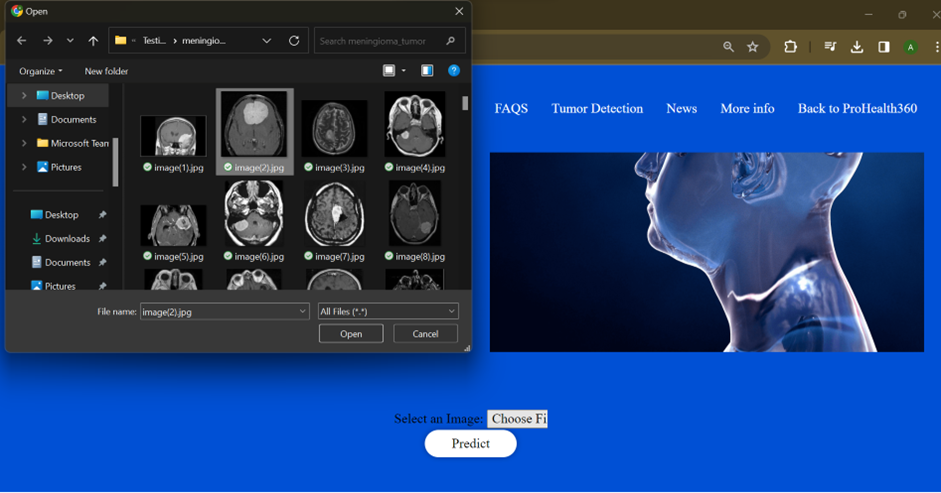 Open
Testi... > meningio...
Search meningioma_tumor
Organize
New folder
Desktop
Documents
Microsoft Team
Pictures
Desktop
Downloads
Documents
Pictures
image(1).jpg
image(2).jpg
image(3).jpg
image(4).jpg
image(5).jpg
image(6).jpg
image(7).jpg
image(8).jpg
File name: image(2).jpg
All Files (*.*)
Open
Cancel
A
FAQS
Tumor Detection
News
More info
Back to ProHealth360
Select an Image: Choose Fi
Predict